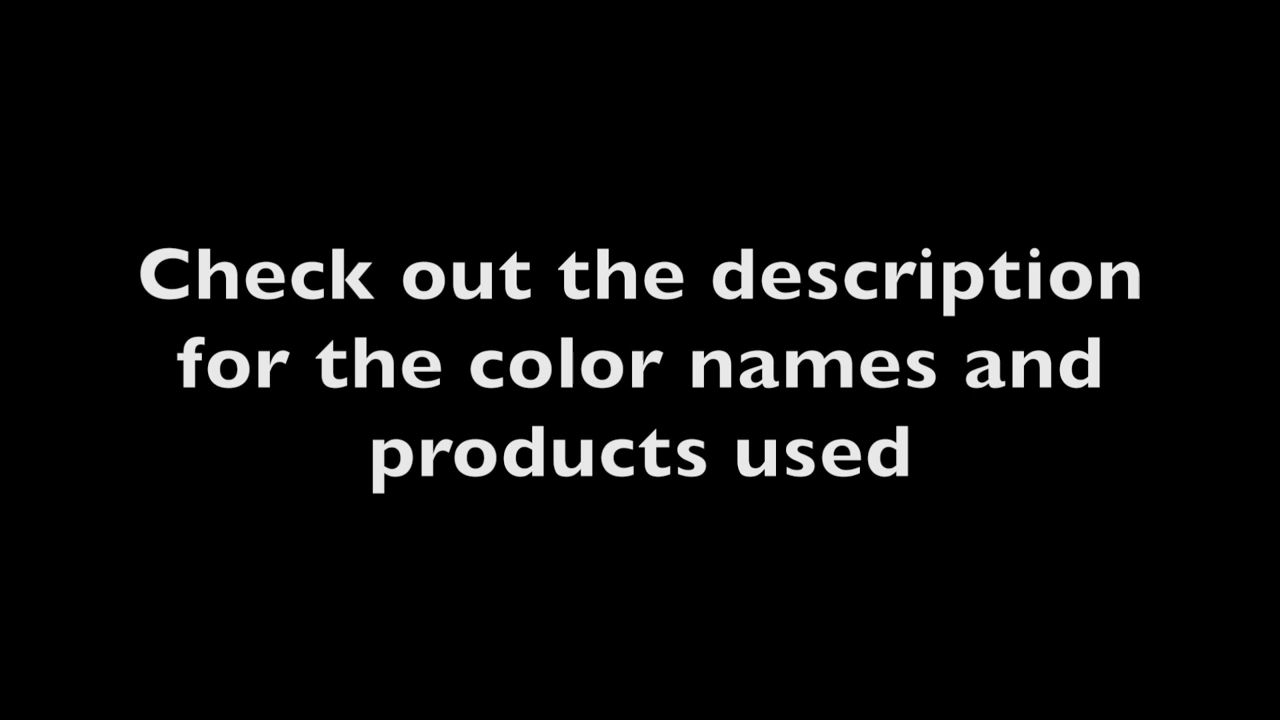 Check out the description
for the color names and
products used